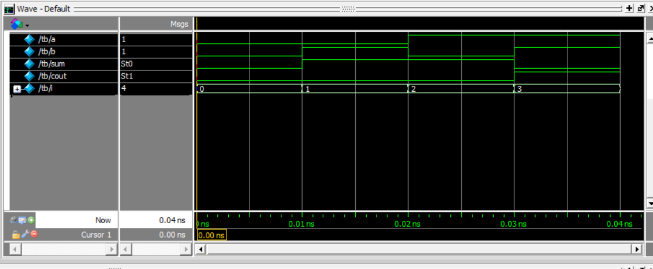 Wave - Default
Msgs
/tb/a 1
/tb/b 1
/tb/sum St0
/tb/cout St1
/tb/i 4 0 1 2 3
Now 0.04 ns ns 0.01 ns 0.02 ns 0.03 ns 0.04 ns
Cursor 1 0.00 ns 0.00 ns